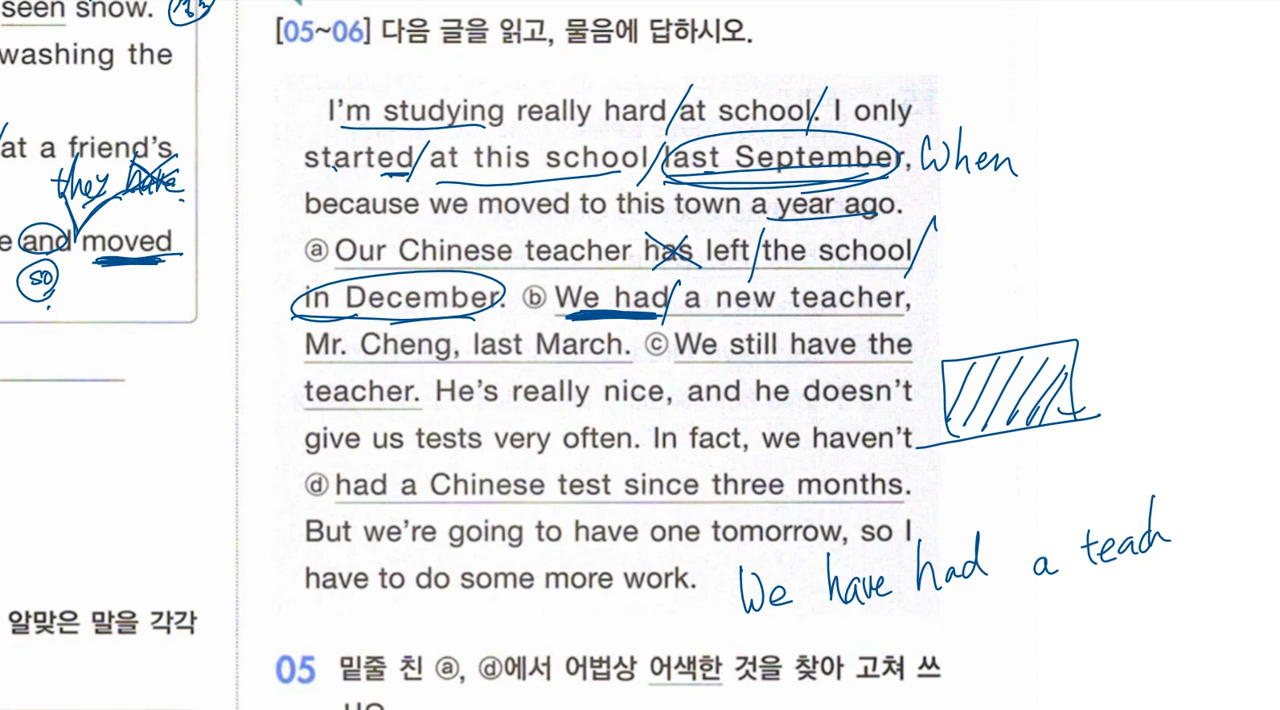 seen snow.
washing the
at a friend's
they have
e and moved
so
알맞은 말을 각각
[05~06] 다음 글을 읽고, 물음에 답하시오.
I'm studying really hard at school. I only
started at this school last September, When
because we moved to this town a year ago.
ⓐ Our Chinese teacher has left the school
in December. ⓑ We had a new teacher,
Mr. Cheng, last March. ⓒ We still have the
teacher. He's really nice, and he doesn't
give us tests very often. In fact, we haven't
ⓓ had a Chinese test since three months.
But we're going to have one tomorrow, so I
have to do some more work.
We have had a teach
05 밑줄 친 ⓐ, ⓓ에서 어법상 어색한 것을 찾아 고쳐 쓰